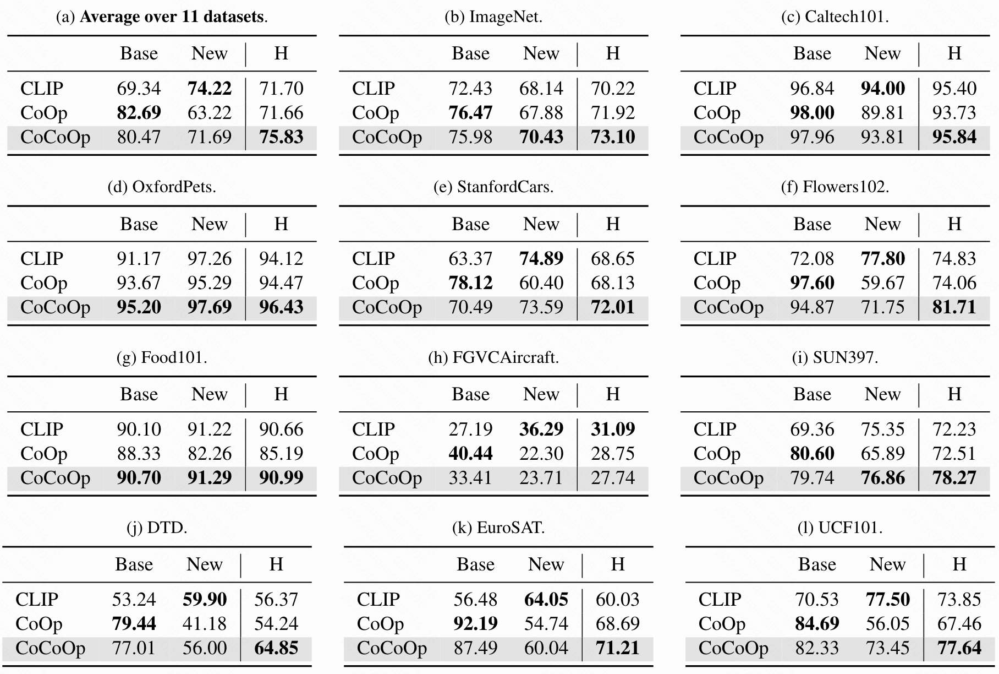 (a) Average over 11 datasets.
Base New H
CLIP 69.34 74.22 71.70
CoOp 82.69 63.22 71.66
CoCoOp 80.47 71.69 75.83
(b) ImageNet.
Base New H
CLIP 72.43 68.14 70.22
CoOp 76.47 67.88 71.92
CoCoOp 75.98 70.43 73.10
(c) Caltech101.
Base New H
CLIP 96.84 94.00 95.40
CoOp 98.00 89.81 93.73
CoCoOp 97.96 93.81 95.84
(d) OxfordPets.
Base New H
CLIP 91.17 97.26 94.12
CoOp 93.67 95.29 94.47
CoCoOp 95.20 97.69 96.43
(e) StanfordCars.
Base New H
CLIP 63.37 74.89 68.65
CoOp 78.12 60.40 68.13
CoCoOp 70.49 73.59 72.01
(f) Flowers102.
Base New H
CLIP 72.08 77.80 74.83
CoOp 97.60 59.67 74.06
CoCoOp 94.87 71.75 81.71
(g) Food101.
Base New H
CLIP 90.10 91.22 90.66
CoOp 88.33 82.26 85.19
CoCoOp 90.70 91.29 90.99
(h) FGVCAircraft.
Base New H
CLIP 27.19 36.29 31.09
CoOp 40.44 22.30 28.75
CoCoOp 33.41 23.71 27.74
(i) SUN397.
Base New H
CLIP 69.36 75.35 72.23
CoOp 80.60 65.89 72.51
CoCoOp 79.74 76.86 78.27
(j) DTD.
Base New H
CLIP 53.24 59.90 56.37
CoOp 79.44 41.18 54.24
CoCoOp 77.01 56.00 64.85
(k) EuroSAT.
Base New H
CLIP 56.48 64.05 60.03
CoOp 92.19 54.74 68.69
CoCoOp 87.49 60.04 71.21
(l) UCF101.
Base New H
CLIP 70.53 77.50 73.85
CoOp 84.69 56.05 67.46
CoCoOp 82.33 73.45 77.64